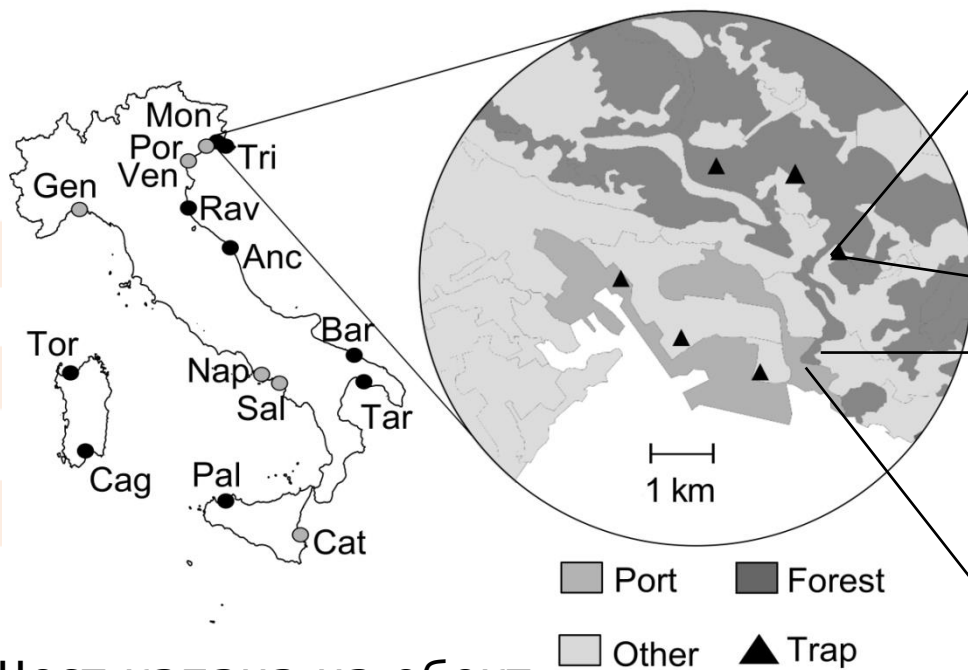 Mon
Por
Tri
Ven
Gen
Rav
Anc
Bar
Tor
Nap
Sal
Tar
Cag
Pal
Cat
1 km
Port
Forest
Other
Trap